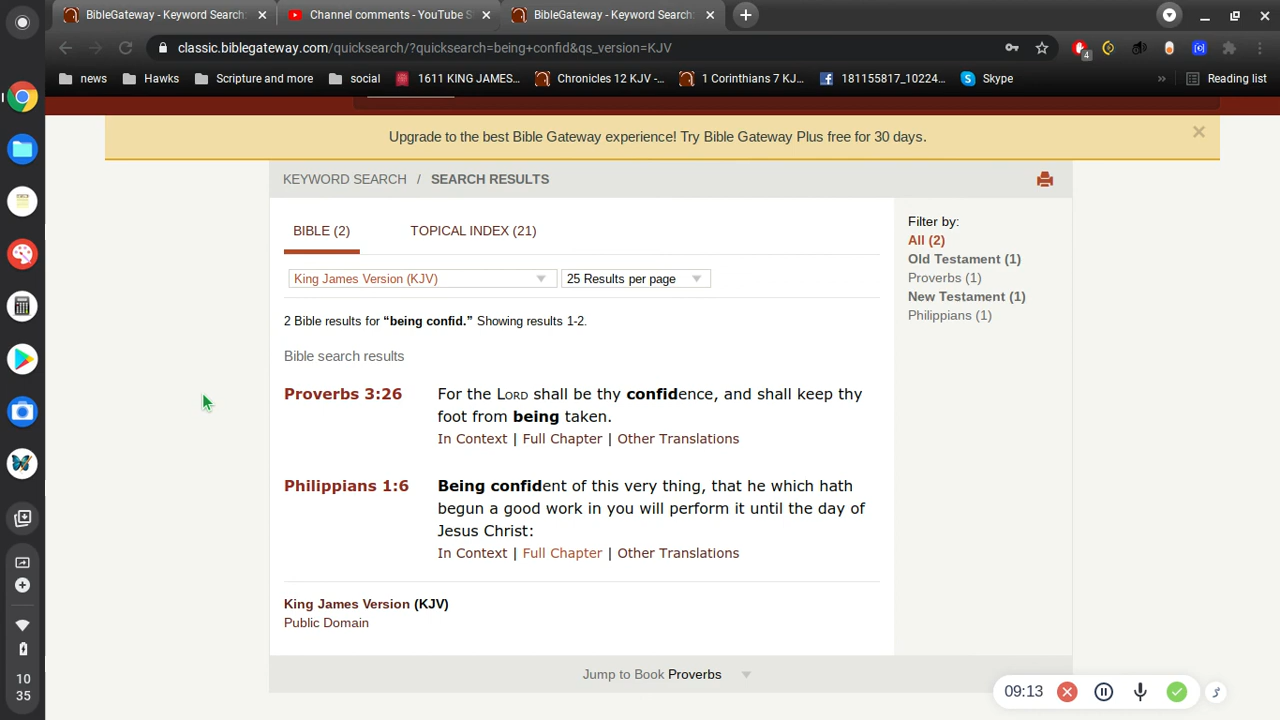 BibleGateway - Keyword Search:
Channel comments - YouTube S
BibleGateway - Keyword Search:
classic.biblegateway.com/quicksearch/?quicksearch=being+confid&qs_version=KJV
4
news
Hawks
Scripture and more
social
1611 KING JAMES...
Chronicles 12 KJV -...
1 Corinthians 7 KJ...
181155817_10224...
Skype
»
Reading list
Upgrade to the best Bible Gateway experience! Try Bible Gateway Plus free for 30 days.
KEYWORD SEARCH / SEARCH RESULTS
BIBLE (2)
TOPICAL INDEX (21)
King James Version (KJV)
25 Results per page
2 Bible results for “being confid.” Showing results 1-2.
Bible search results
Proverbs 3:26
For the LORD shall be thy confidence, and shall keep thy
foot from being taken.
In Context | Full Chapter | Other Translations
Philippians 1:6
Being confident of this very thing, that he which hath
begun a good work in you will perform it until the day of
Jesus Christ:
In Context | Full Chapter | Other Translations
King James Version (KJV)
Public Domain
Jump to Book Proverbs
Filter by:
All (2)
Old Testament (1)
Proverbs (1)
New Testament (1)
Philippians (1)
10
35
09:13